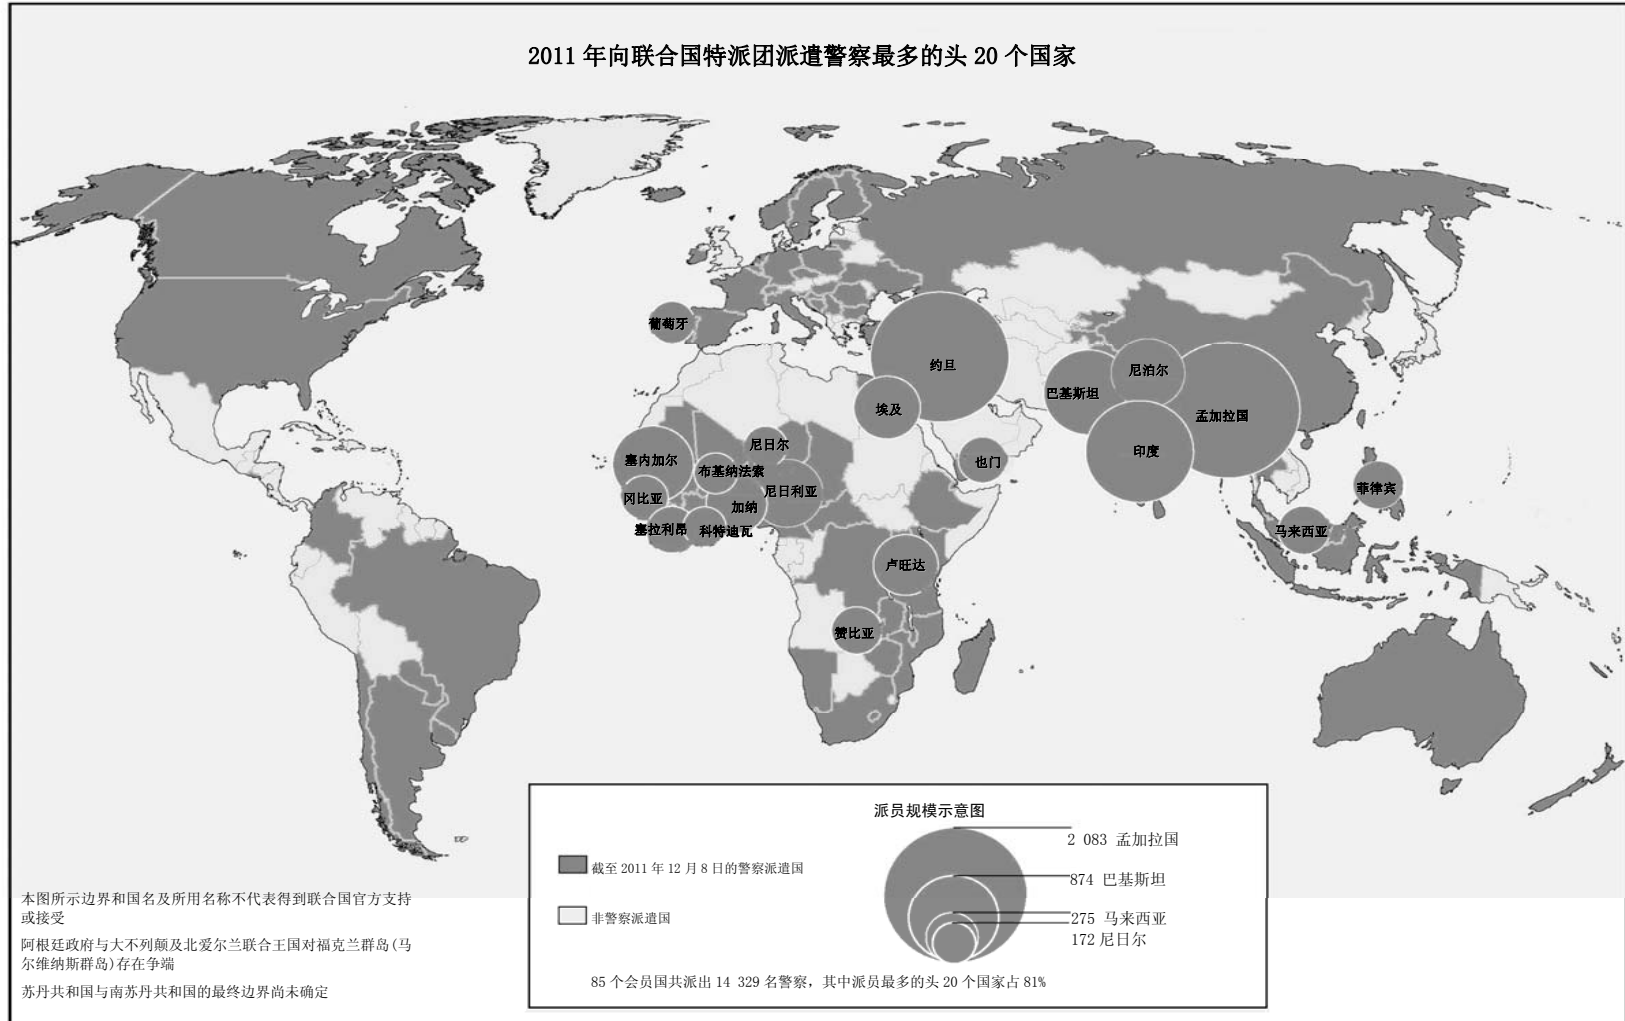 2011 年向联合国特派团派遣警察最多的头 20 个国家
葡萄牙
约旦
尼泊尔
巴基斯坦
埃及
孟加拉国
尼日尔
印度
塞内加尔
布基纳法索
也门
尼日利亚
菲律宾
冈比亚
加纳
塞拉利昂
科特迪瓦
马来西亚
卢旺达
赞比亚
派员规模示意图
2 083 孟加拉国
截至 2011 年 12 月 8 日的警察派遣国
874 巴基斯坦
非警察派遣国
275 马来西亚
172 尼日尔
85 个会员国共派出 14 329 名警察，其中派员最多的头 20 个国家占 81%
本图所示边界和国名及所用名称不代表得到联合国官方支持
或接受
阿根廷政府与大不列颠及北爱尔兰联合王国对福克兰群岛(马
尔维纳斯群岛)存在争端
苏丹共和国与南苏丹共和国的最终边界尚未确定